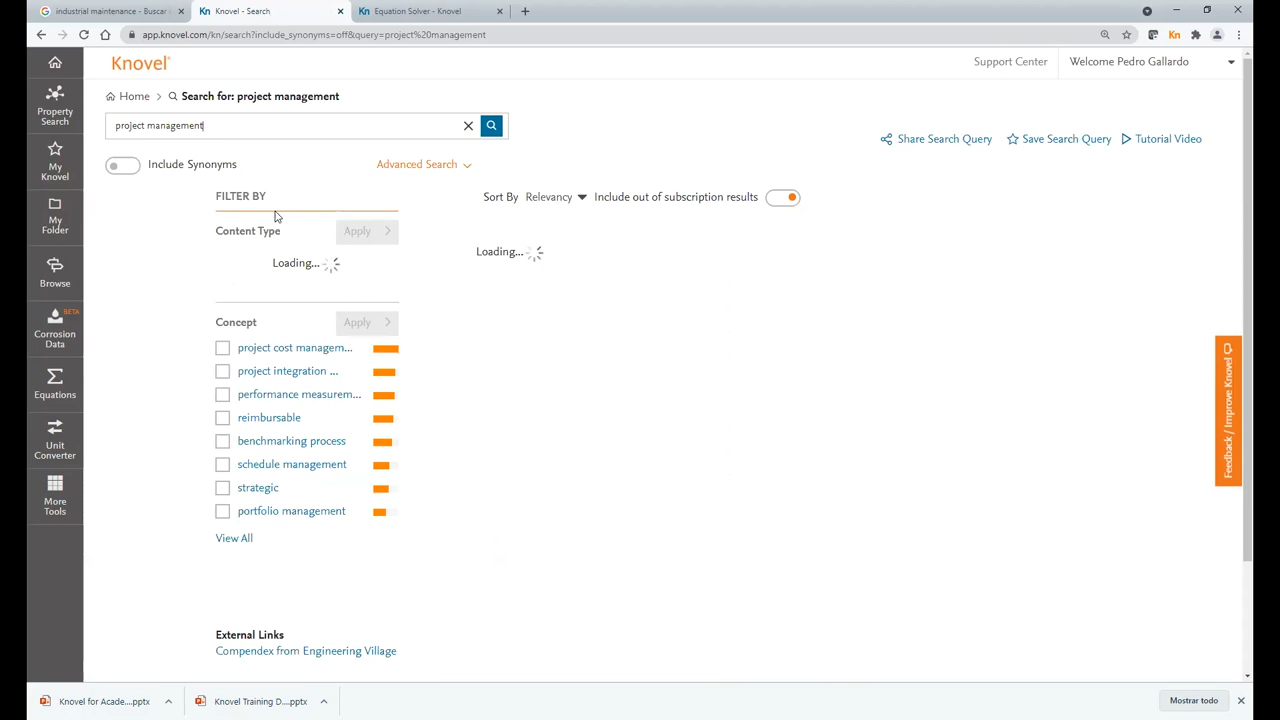 industrial maintenance - Buscar
Knovel - Search
Equation Solver - Knovel
app.knovel.com/kn/search?include_synonyms=off&query=project%20management
Knovel
Support Center
Welcome Pedro Gallardo
Home
Search for: project management
project management
Share Search Query
Save Search Query
Tutorial Video
Include Synonyms
Advanced Search
FILTER BY
Sort By Relevancy
Include out of subscription results
Content Type
Apply
Loading...
Loading...
Concept
Apply
project cost managem...
project integration ...
performance measurem...
reimbursable
benchmarking process
schedule management
strategic
portfolio management
View All
External Links
Compendex from Engineering Village
Property
Search
My
Knovel
My
Folder
Browse
BETA
Corrosion
Data
Equations
Unit
Converter
More
Tools
Feedback / Improve Knovel
Knovel for Acade....pptx
Knovel Training D....pptx
Mostrar todo